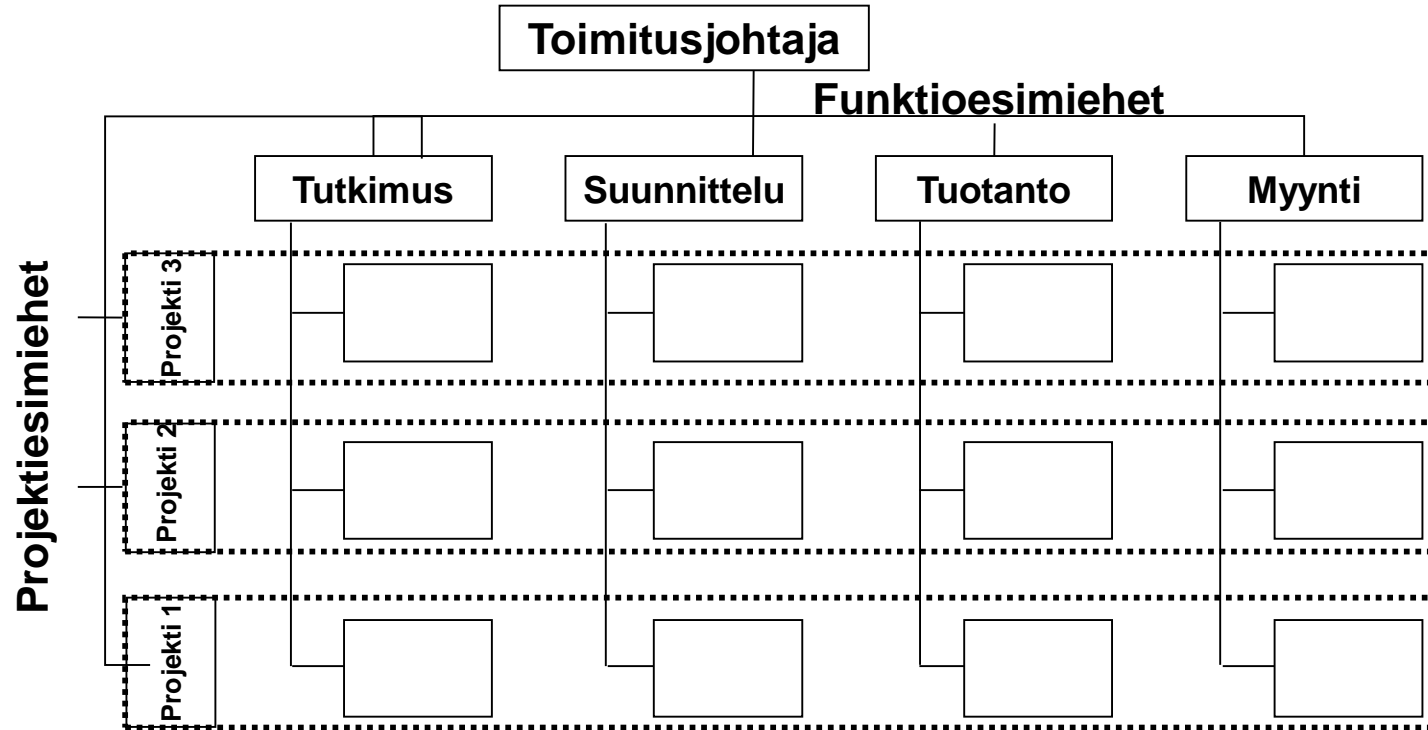 Toimitusjohtaja
Funktioesimiehet
Tutkimus
Suunnittelu
Tuotanto
Myynti
Projektiesimiehet
Projekti 3
Projekti 2
Projekti 1